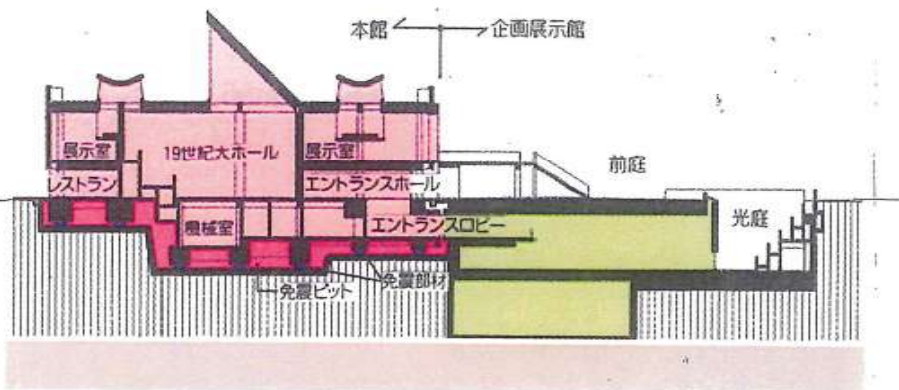 本館 企画展示館
展示室 19世紀大ホール 展示室
前庭
レストラン エントランスホール
機械室 エントランスロビー 光庭
免震ピット 免震部材